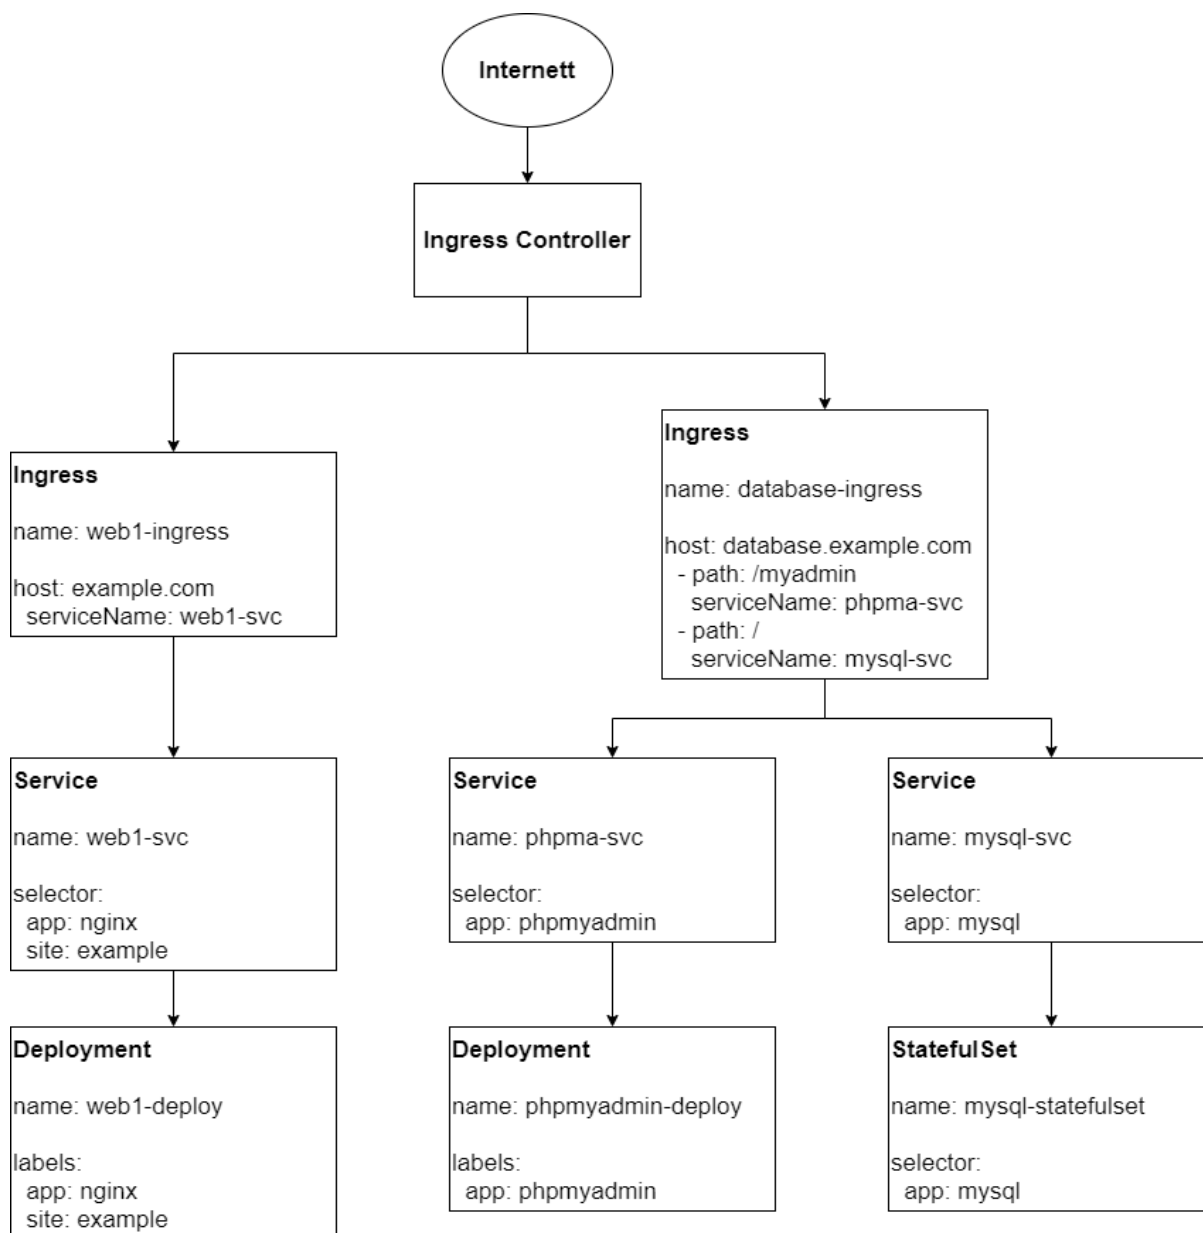 Internett
Ingress Controller
Ingress
name: web1-ingress
host: example.com
serviceName: web1-svc
Ingress
name: database-ingress
host: database.example.com
- path: /myadmin
serviceName: phpma-svc
- path: /
serviceName: mysql-svc
Service
name: web1-svc
selector:
app: nginx
site: example
Service
name: phpma-svc
selector:
app: phpmyadmin
Service
name: mysql-svc
selector:
app: mysql
Deployment
name: web1-deploy
labels:
app: nginx
site: example
Deployment
name: phpmyadmin-deploy
labels:
app: phpmyadmin
StatefulSet
name: mysql-statefulset
selector:
app: mysql